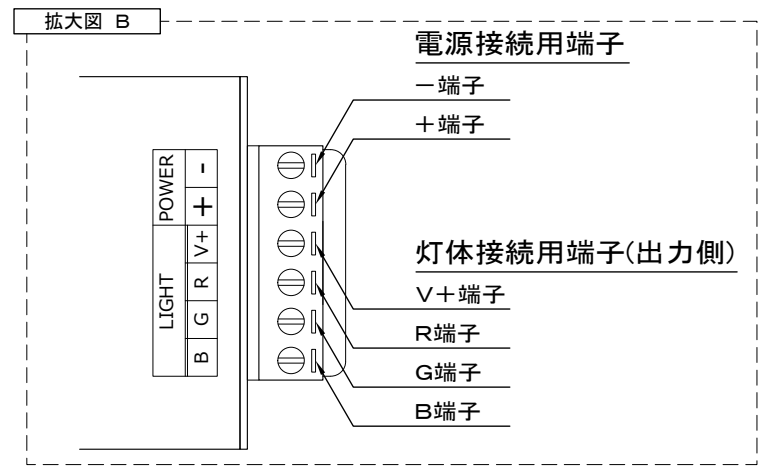 拡大図 B
電源接続用端子
－端子
＋端子
POWER
-
+
LIGHT
V+
R
G
B
灯体接続用端子(出力側)
V＋端子
R端子
G端子
B端子